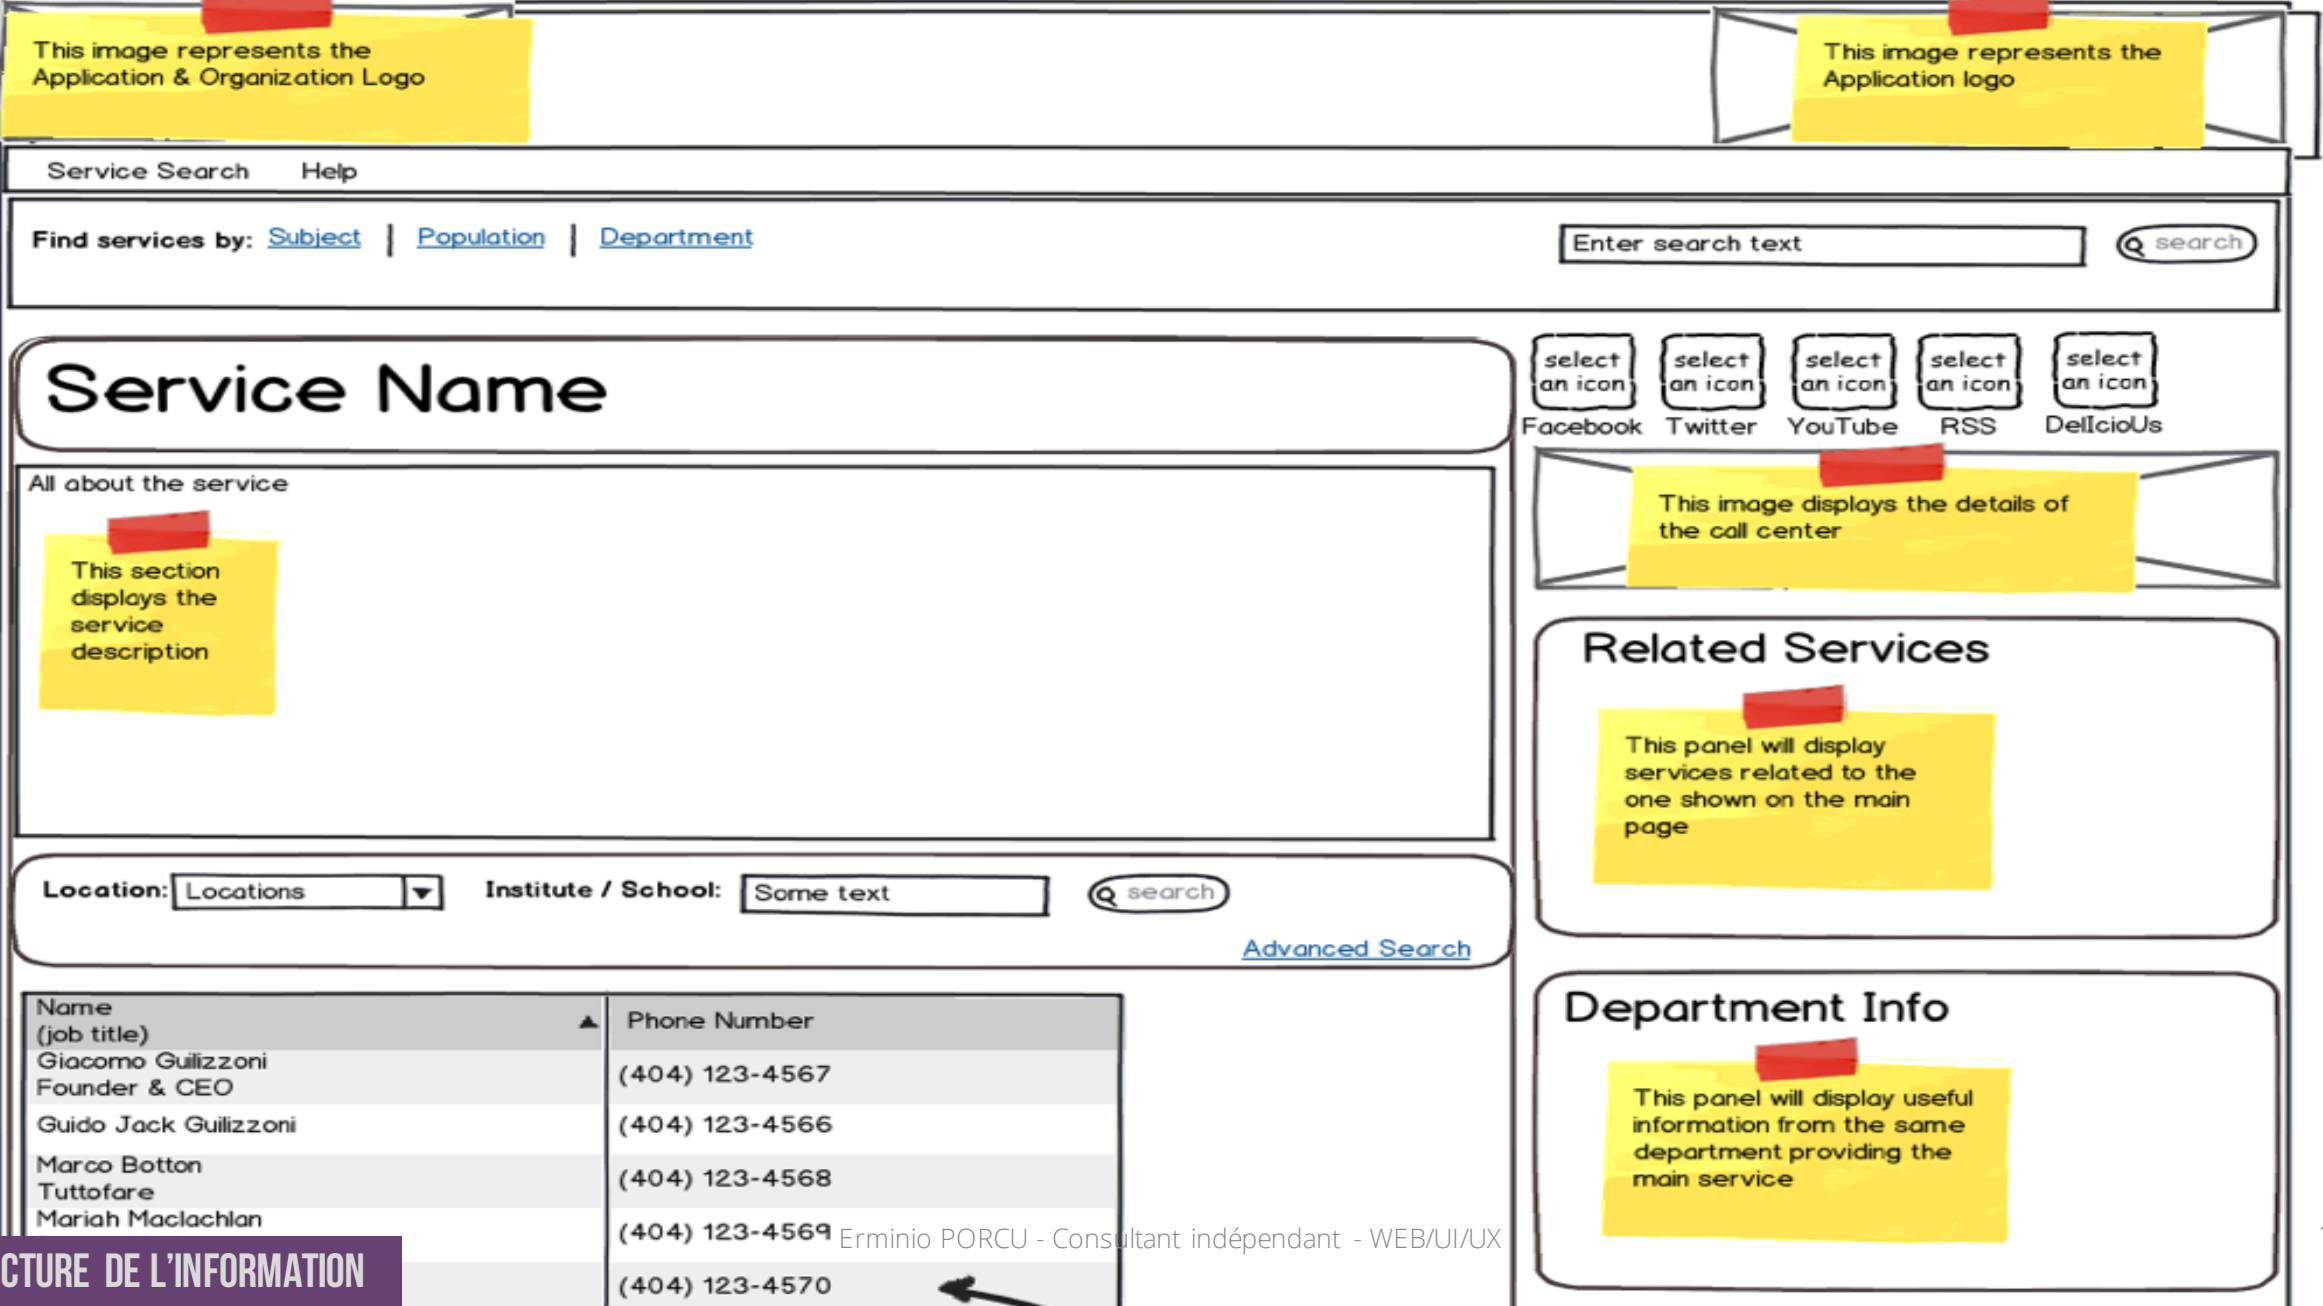 This image represents the
Application & Organization Logo
This image represents the
Application logo
Service Search Help
Find services by: Subject | Population | Department
Enter search text
search
Service Name
select
an icon
Facebook
select
an icon
Twitter
select
an icon
YouTube
select
an icon
RSS
select
an icon
DelIcioUs
All about the service
This section
displays the
service
description
This image displays the details of
the call center
Related Services
This panel will display
services related to the
one shown on the main
page
Location: Locations
Institute / School: Some text
search
Advanced Search
Name
(job title)
Phone Number
Giacomo Guilizzoni
Founder & CEO
(404) 123-4567
Guido Jack Guilizzoni
(404) 123-4566
Marco Botton
Tuttofare
(404) 123-4568
Mariah Maclachlan
(404) 123-4569
(404) 123-4570
Department Info
This panel will display useful
information from the same
department providing the
main service
Erminio PORCU - Consultant indépendant - WEB/UI/UX
CTURE DE L'INFORMATION